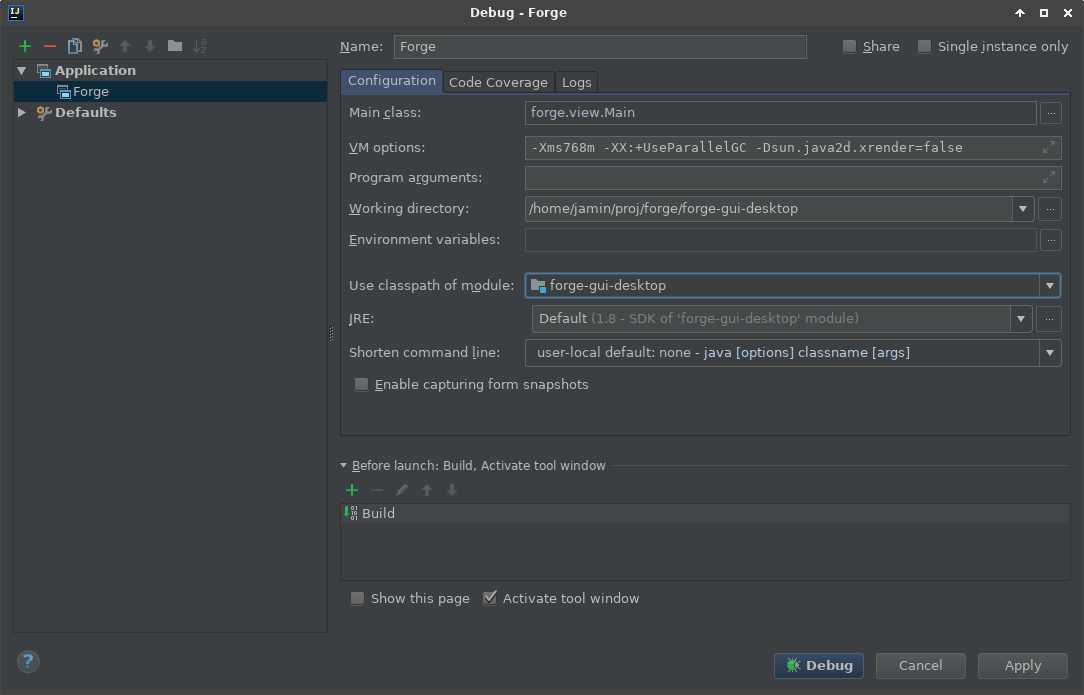 IJ
Debug - Forge
Name: Forge Share Single instance only
Application
Forge
Defaults
Configuration Code Coverage Logs
Main class: forge.view.Main ...
VM options: -Xms768m -XX:+UseParallelGC -Dsun.java2d.xrender=false
Program arguments:
Working directory: /home/jamin/proj/forge/forge-gui-desktop ...
Environment variables: ...
Use classpath of module: forge-gui-desktop
JRE: Default (1.8 - SDK of 'forge-gui-desktop' module) ...
Shorten command line: user-local default: none - java [options] classname [args]
Enable capturing form snapshots
Before launch: Build, Activate tool window
Build
Show this page Activate tool window
? Debug Cancel Apply